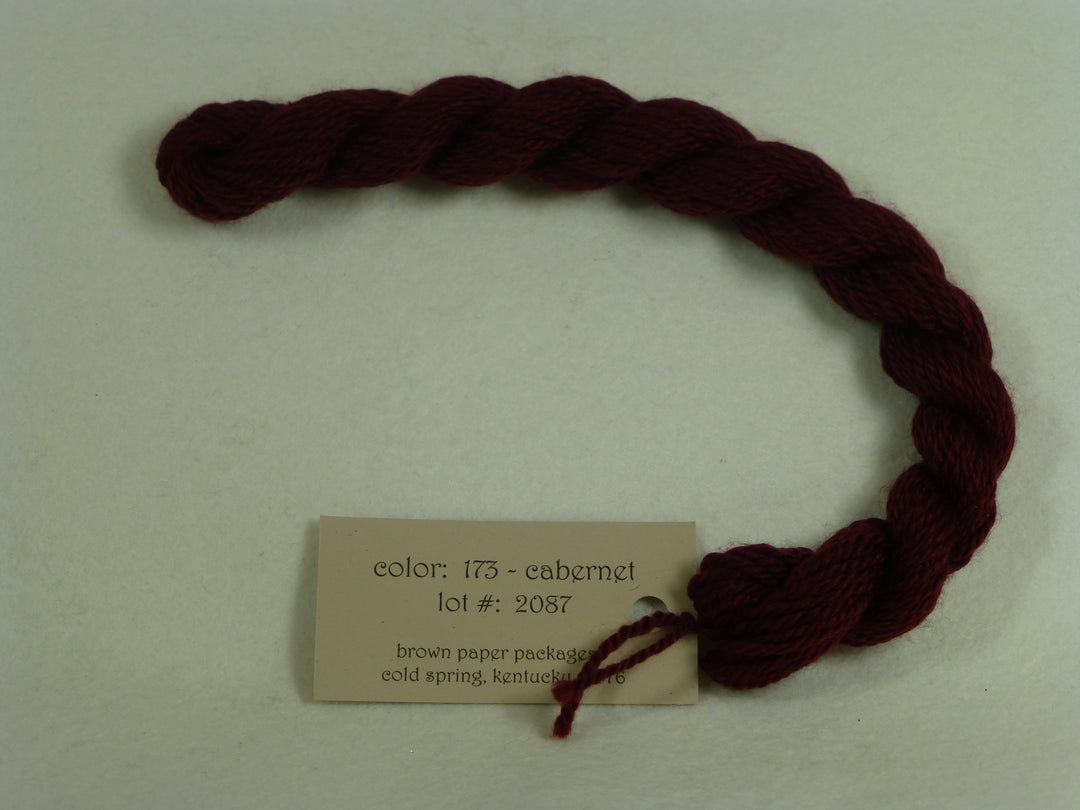 color: 173 - cabernet
lot #: 2087
brown paper packages
cold spring, kentucky